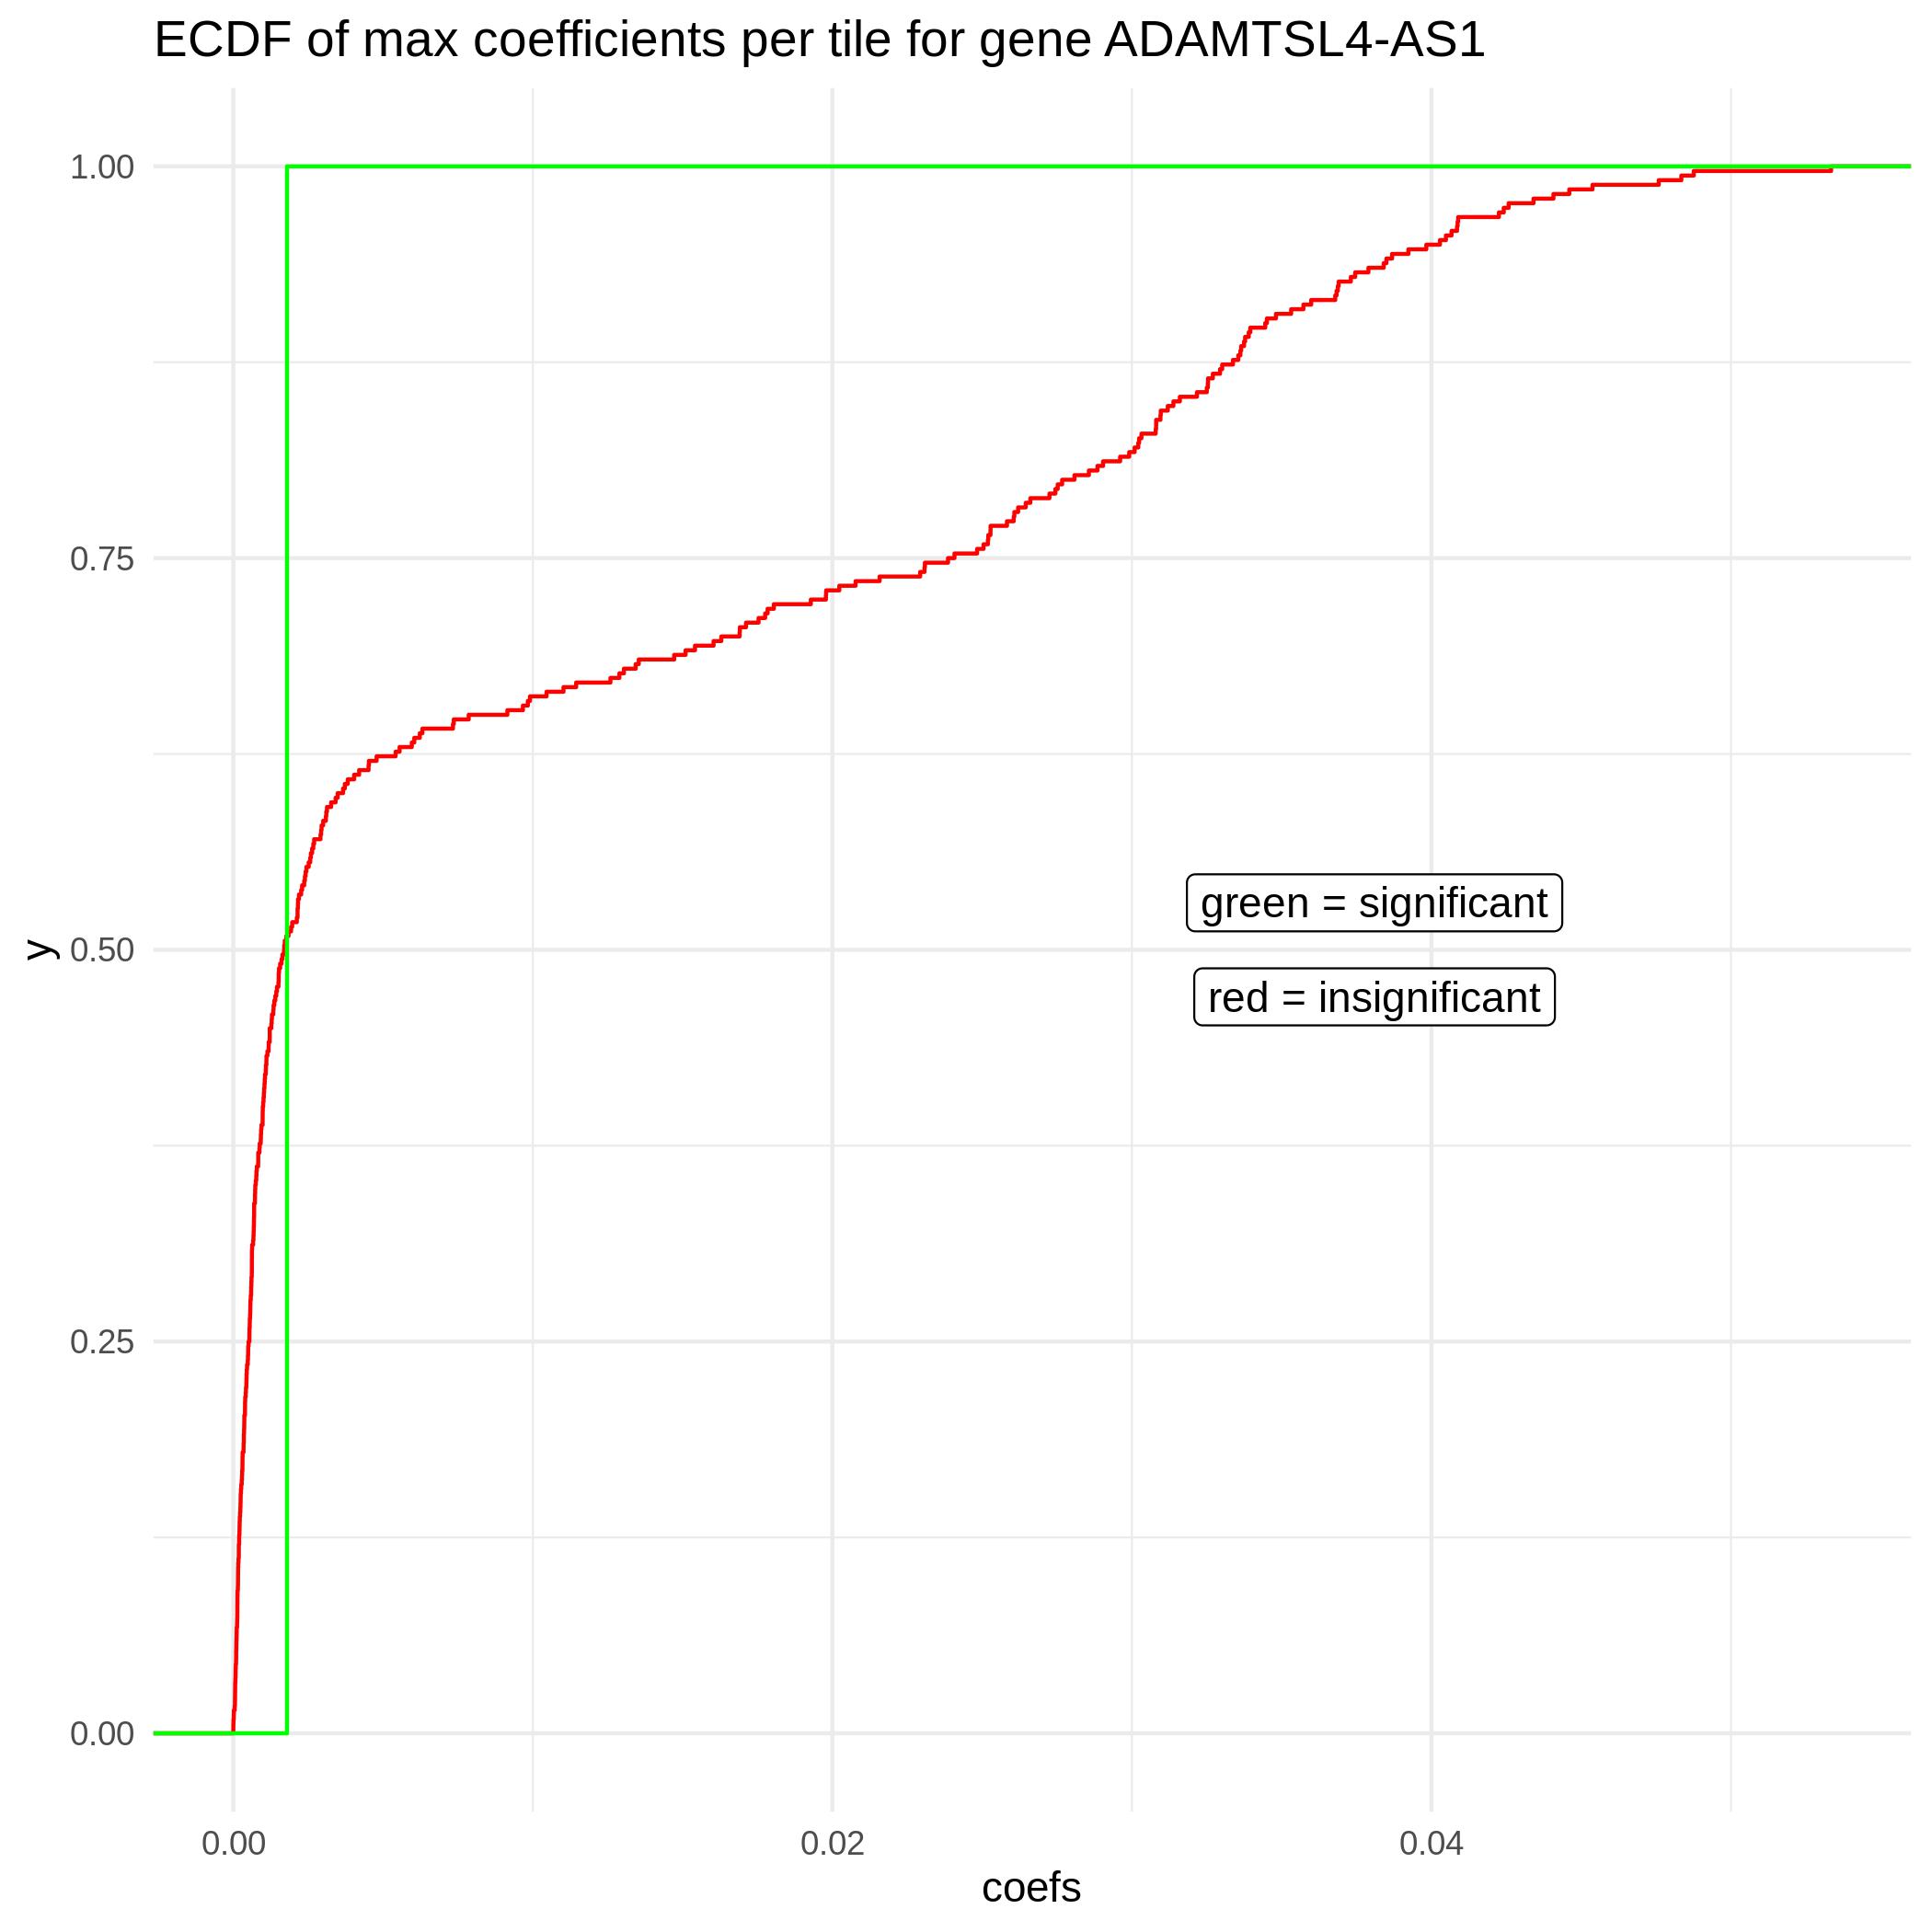 ECDF of max coefficients per tile for gene ADAMTSL4-AS1
1.00
0.75
0.50
0.25
0.00
y
green = significant
red = insignificant
0.00 0.02 0.04
coefs